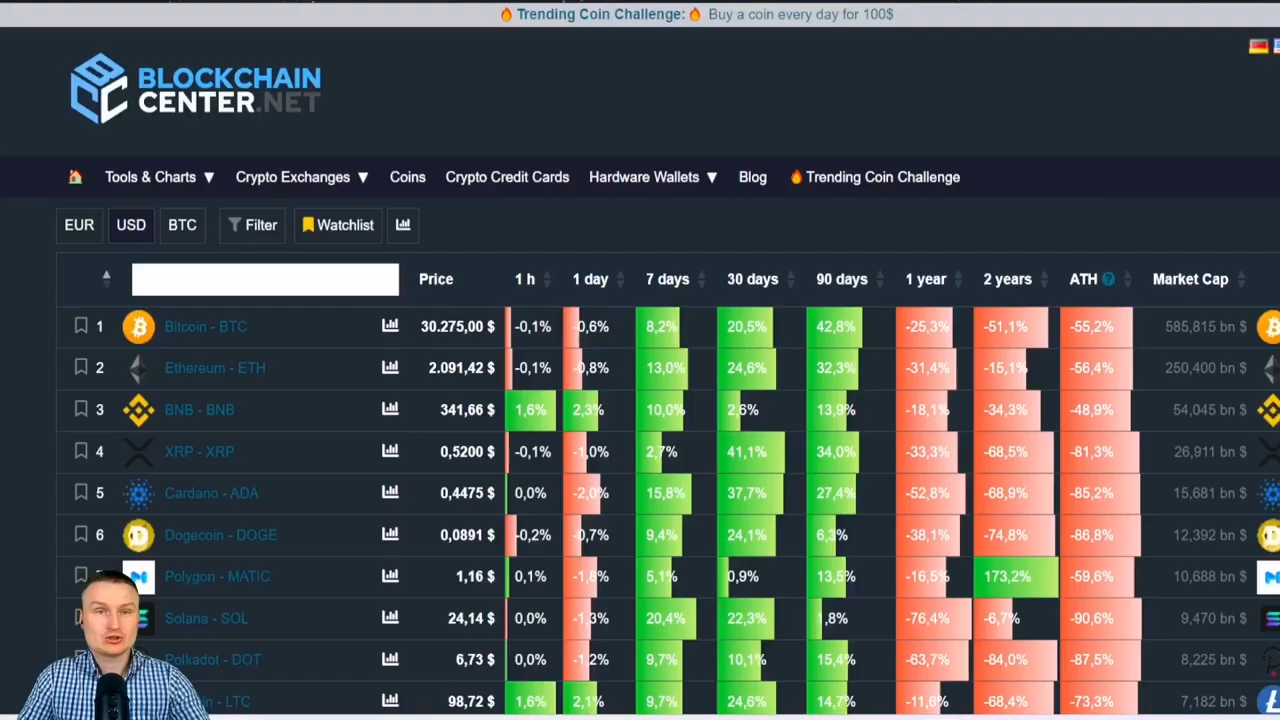 🔥 Trending Coin Challenge: 🔥 Buy a coin every day for 100$
BLOCKCHAIN
CENTER.NET
Tools & Charts ▼ Crypto Exchanges ▼ Coins Crypto Credit Cards Hardware Wallets ▼ Blog 🔥 Trending Coin Challenge
EUR USD BTC Filter Watchlist
Price 1 h 1 day 7 days 30 days 90 days 1 year 2 years ATH ? Market Cap
1 Bitcoin - BTC 30.275,00 $ -0,1% -0,6% 8,2% 20,5% 42,8% -25,3% -51,1% -55,2% 585,815 bn $
2 Ethereum - ETH 2.091,42 $ -0,1% -0,8% 13,0% 24,6% 32,3% -31,4% -15,1% -56,4% 250,400 bn $
3 BNB - BNB 341,66 $ 1,6% 2,3% 10,0% 2,6% 13,9% -18,1% -34,3% -48,9% 54,045 bn $
4 XRP - XRP 0,5200 $ -0,1% -1,0% 2,7% 41,1% 34,0% -33,3% -68,5% -81,3% 26,911 bn $
5 Cardano - ADA 0,4475 $ 0,0% -2,0% 15,8% 37,7% 27,4% -52,8% -68,9% -85,2% 15,681 bn $
6 Dogecoin - DOGE 0,0891 $ -0,2% -0,7% 9,4% 24,1% 6,3% -38,1% -74,8% -86,8% 12,392 bn $
Polygon - MATIC 1,16 $ 0,1% -1,8% 5,1% 0,9% 13,5% -16,5% 173,2% -59,6% 10,688 bn $
Solana - SOL 24,14 $ 0,0% -1,3% 20,4% 22,3% 1,8% -76,4% -6,7% -90,6% 9,470 bn $
Polkadot - DOT 6,73 $ 0,0% -1,2% 9,7% 10,1% 15,4% -63,7% -84,0% -87,5% 8,225 bn $
- LTC 98,72 $ 1,6% 2,1% 9,7% 24,6% 14,7% -11,6% -68,4% -73,3% 7,182 bn $